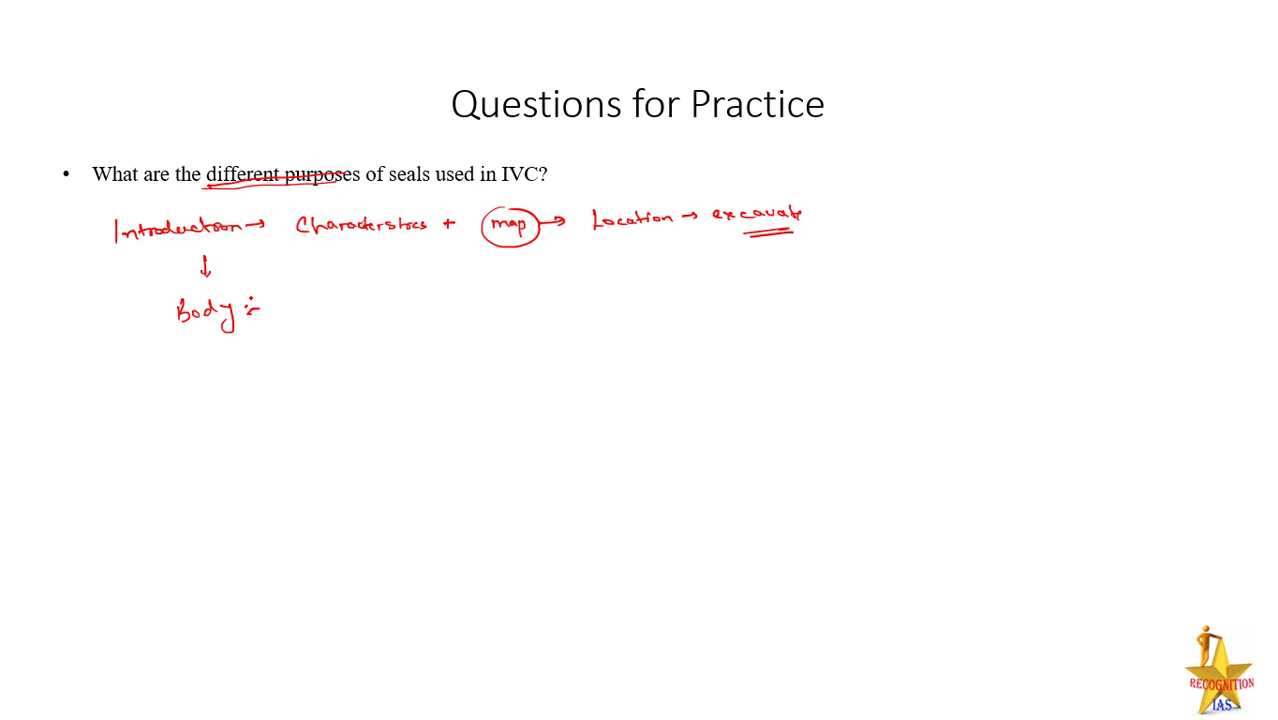 Questions for Practice
• What are the different purposes of seals used in IVC?
Introduction → Characterstics + map → Location → excavate
↓
Body :-
RECOGNITION
IAS